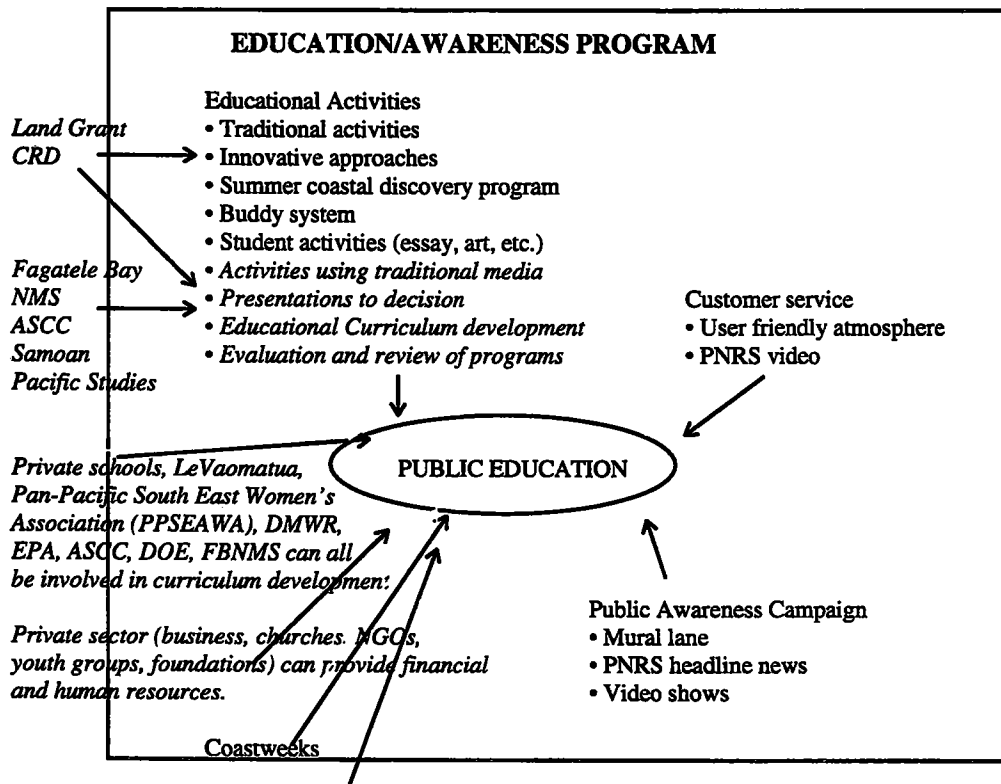 EDUCATION/AWARENESS PROGRAM
Land Grant
CRD
Fagatele Bay
NMS
ASCC
Samoan
Pacific Studies
Educational Activities
• Traditional activities
• Innovative approaches
• Summer coastal discovery program
• Buddy system
• Student activities (essay, art, etc.)
• Activities using traditional media
• Presentations to decision
• Educational Curriculum development
• Evaluation and review of programs
Customer service
• User friendly atmosphere
• PNRS video
PUBLIC EDUCATION
Private schools, LeVaomatua,
Pan-Pacific South East Women's
Association (PPSEAWA), DMWR,
EPA, ASCC, DOE, FBNMS can all
be involved in curriculum development.
Private sector (business, churches. NGOs,
youth groups, foundations) can provide financial
and human resources.
Coastweeks
Public Awareness Campaign
• Mural lane
• PNRS headline news
• Video shows